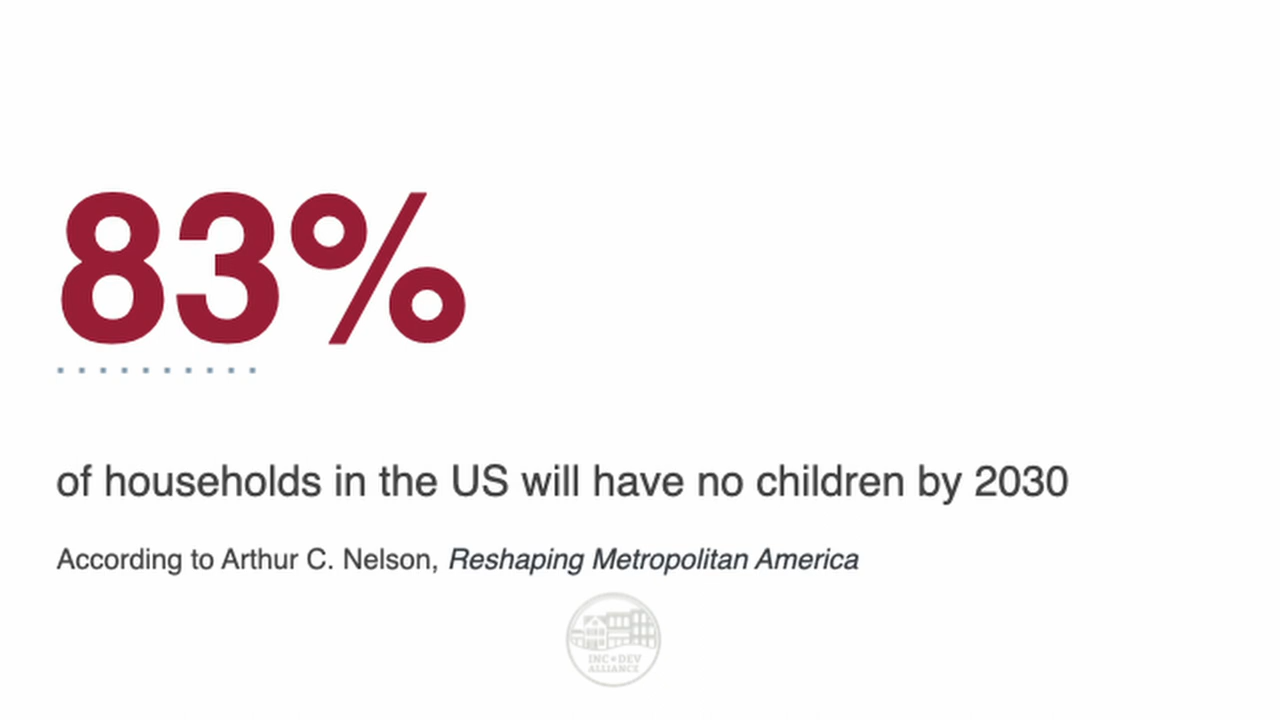 83%
of households in the US will have no children by 2030
According to Arthur C. Nelson, Reshaping Metropolitan America
INC•DEV
ALLIANCE